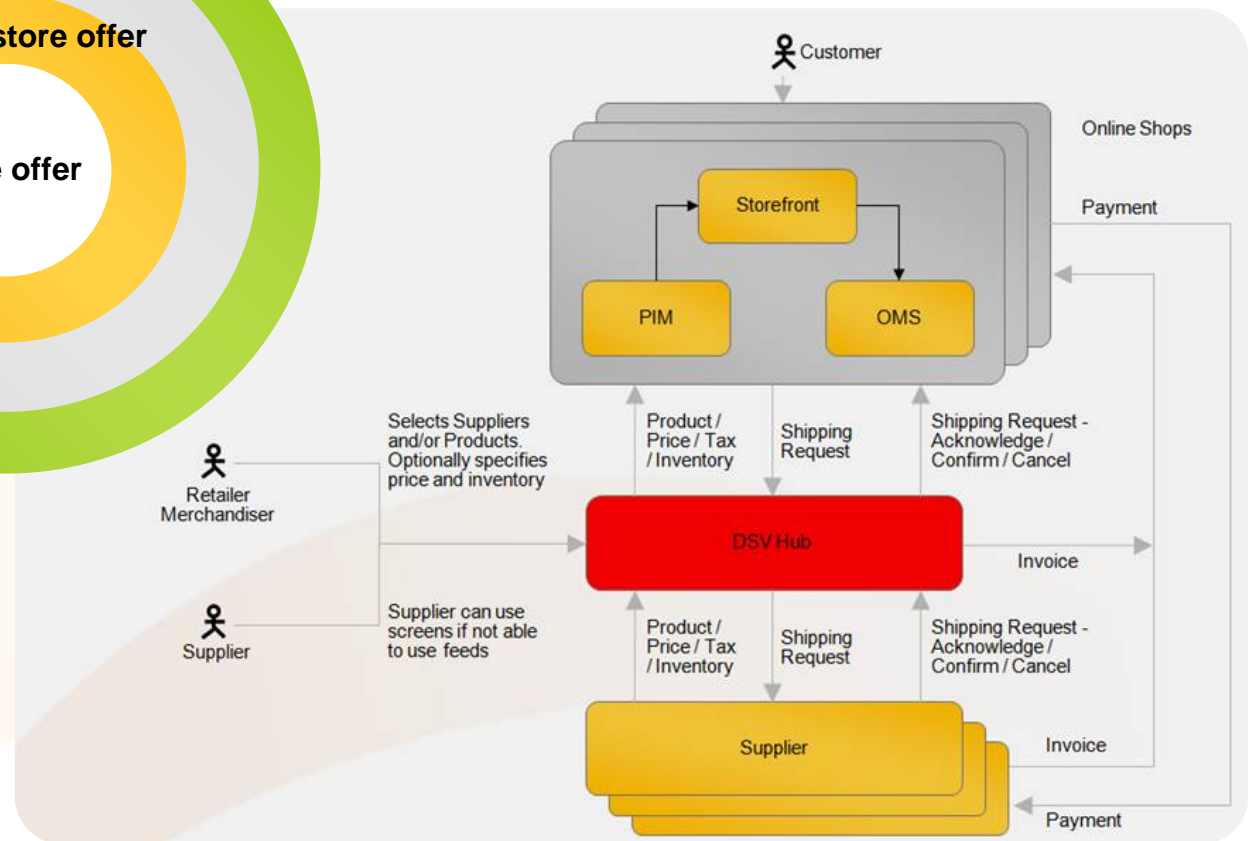 store offer
offer
Customer
Online Shops
Storefront
Payment
PIM
OMS
Selects Suppliers
and/or Products.
Optionally specifies
price and inventory
Product /
Price / Tax
/ Inventory
Shipping
Request
Shipping Request -
Acknowledge /
Confirm / Cancel
Retailer
Merchandiser
DSV Hub
Invoice
Supplier can use
screens if not able
to use feeds
Supplier
Product /
Price / Tax
/ Inventory
Shipping
Request
Shipping Request -
Acknowledge /
Confirm / Cancel
Supplier
Invoice
Payment